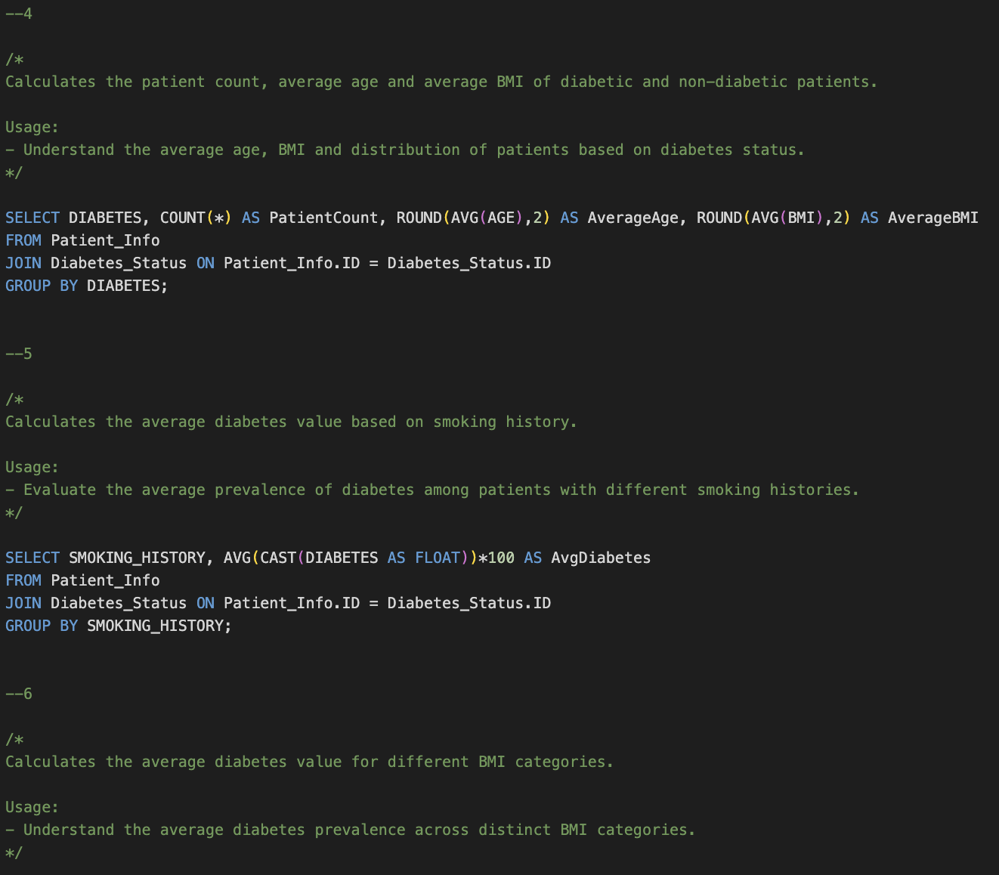 --4
/*
Calculates the patient count, average age and average BMI of diabetic and non-diabetic patients.
Usage:
- Understand the average age, BMI and distribution of patients based on diabetes status.
*/
SELECT DIABETES, COUNT(*) AS PatientCount, ROUND(AVG(AGE),2) AS AverageAge, ROUND(AVG(BMI),2) AS AverageBMI
FROM Patient_Info
JOIN Diabetes_Status ON Patient_Info.ID = Diabetes_Status.ID
GROUP BY DIABETES;
--5
/*
Calculates the average diabetes value based on smoking history.
Usage:
- Evaluate the average prevalence of diabetes among patients with different smoking histories.
*/
SELECT SMOKING_HISTORY, AVG(CAST(DIABETES AS FLOAT))*100 AS AvgDiabetes
FROM Patient_Info
JOIN Diabetes_Status ON Patient_Info.ID = Diabetes_Status.ID
GROUP BY SMOKING_HISTORY;
--6
/*
Calculates the average diabetes value for different BMI categories.
Usage:
- Understand the average diabetes prevalence across distinct BMI categories.
*/